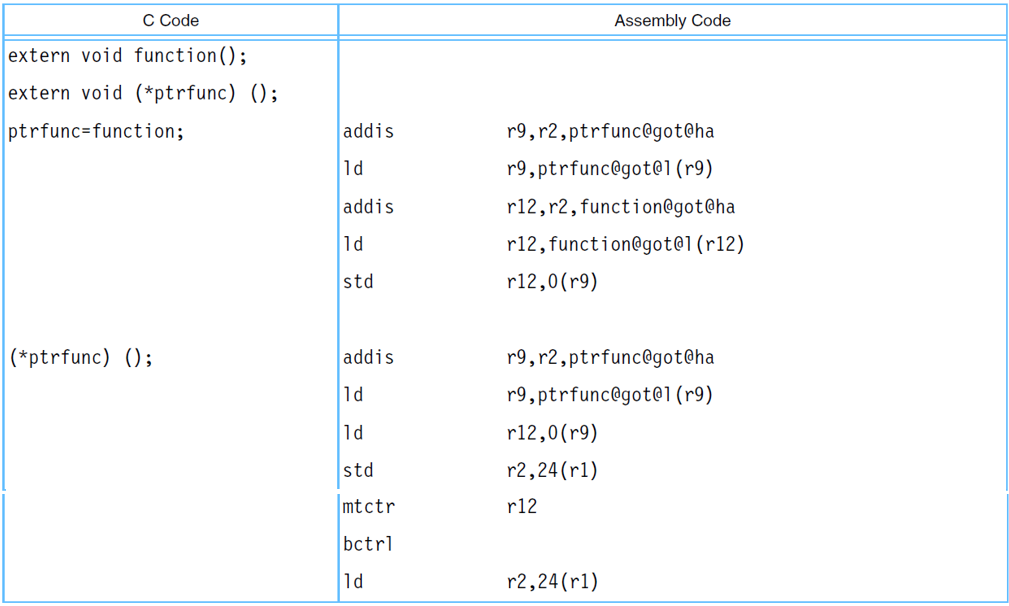 C Code Assembly Code
extern void function();
extern void (*ptrfunc) ();
ptrfunc=function; addis r9,r2,ptrfunc@got@ha
ld r9,ptrfunc@got@l(r9)
addis r12,r2,function@got@ha
ld r12,function@got@l(r12)
std r12,0(r9)
(*ptrfunc) (); addis r9,r2,ptrfunc@got@ha
ld r9,ptrfunc@got@l(r9)
ld r12,0(r9)
std r2,24(r1)
mtctr r12
bctrl
ld r2,24(r1)